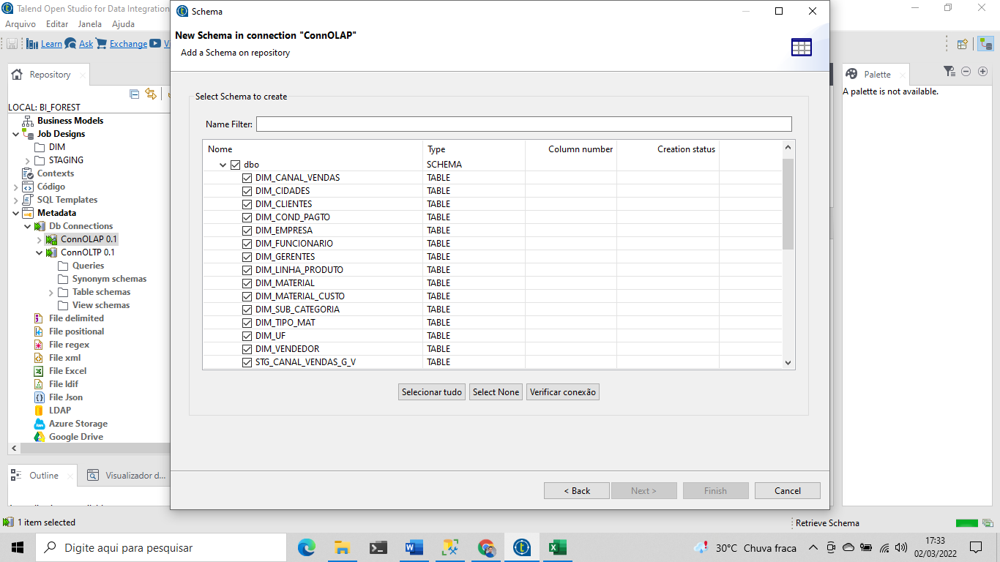 Talend Open Studio for Data Integration
Arquivo Editar Janela Ajuda
Learn Ask Exchange
Repository
LOCAL: BI_FOREST
Business Models
Job Designs
DIM
STAGING
Contexts
Código
SQL Templates
Metadata
Db Connections
ConnOLAP 0.1
ConnOLTP 0.1
Queries
Synonym schemas
Table schemas
View schemas
File delimited
File positional
File regex
File xml
File Excel
File ldif
File Json
LDAP
Azure Storage
Google Drive
Outline
Visualizador d...
1 item selected
Schema
New Schema in connection "ConnOLAP"
Add a Schema on repository
Select Schema to create
Name Filter:
Nome Type Column number Creation status
dbo SCHEMA
DIM_CANAL_VENDAS TABLE
DIM_CIDADES TABLE
DIM_CLIENTES TABLE
DIM_COND_PAGTO TABLE
DIM_EMPRESA TABLE
DIM_FUNCIONARIO TABLE
DIM_GERENTES TABLE
DIM_LINHA_PRODUTO TABLE
DIM_MATERIAL TABLE
DIM_MATERIAL_CUSTO TABLE
DIM_SUB_CATEGORIA TABLE
DIM_TIPO_MAT TABLE
DIM_UF TABLE
DIM_VENDEDOR TABLE
STG_CANAL_VENDAS_G_V TABLE
Selecionar tudo Select None Verificar conexão
< Back Next > Finish Cancel
Palette
A palette is not available.
Retrieve Schema
Digite aqui para pesquisar
30°C Chuva fraca
17:33
02/03/2022